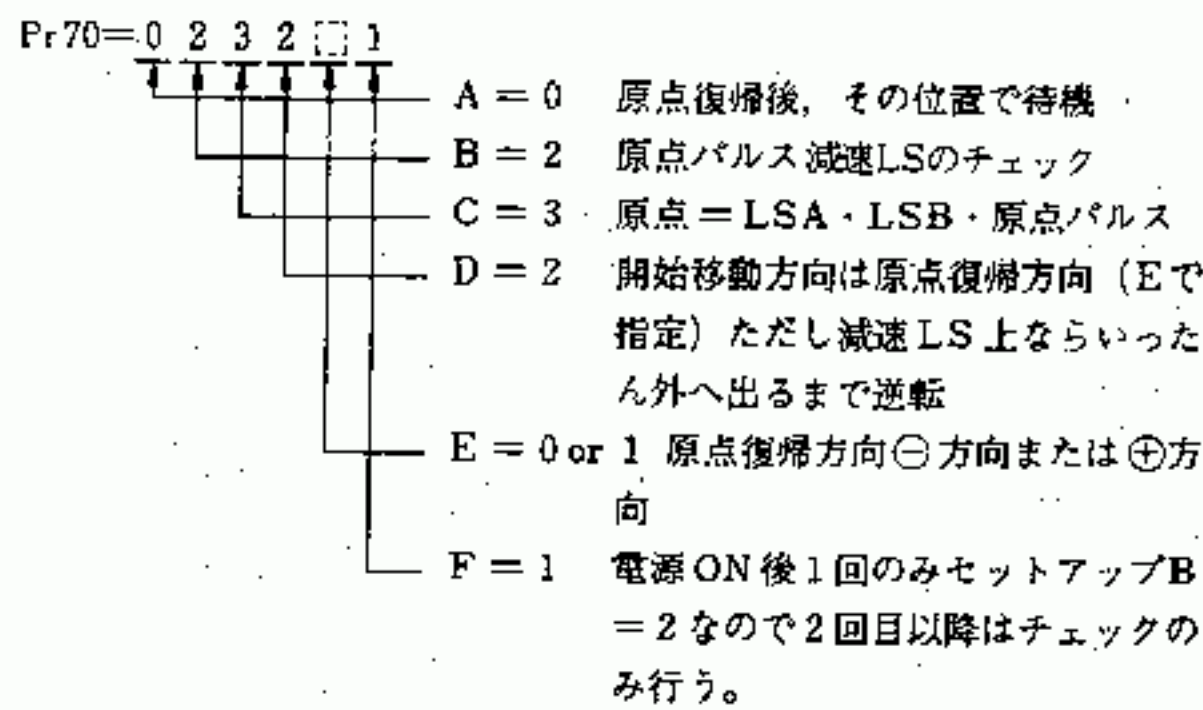 Pr70=0 2 3 2 □ 1
A = 0 原点復帰後，その位置で待機
B = 2 原点パルス減速LSのチェック
C = 3 原点＝LSA・LSB・原点パルス
D = 2 開始移動方向は原点復帰方向（Eで
指定）ただし減速LS上ならいった
ん外へ出るまで逆転
E = 0 or 1 原点復帰方向⊖方向または⊕方
向
F = 1 電源ON後1回のみセットアップB
＝2なので2回目以降はチェックの
み行う。